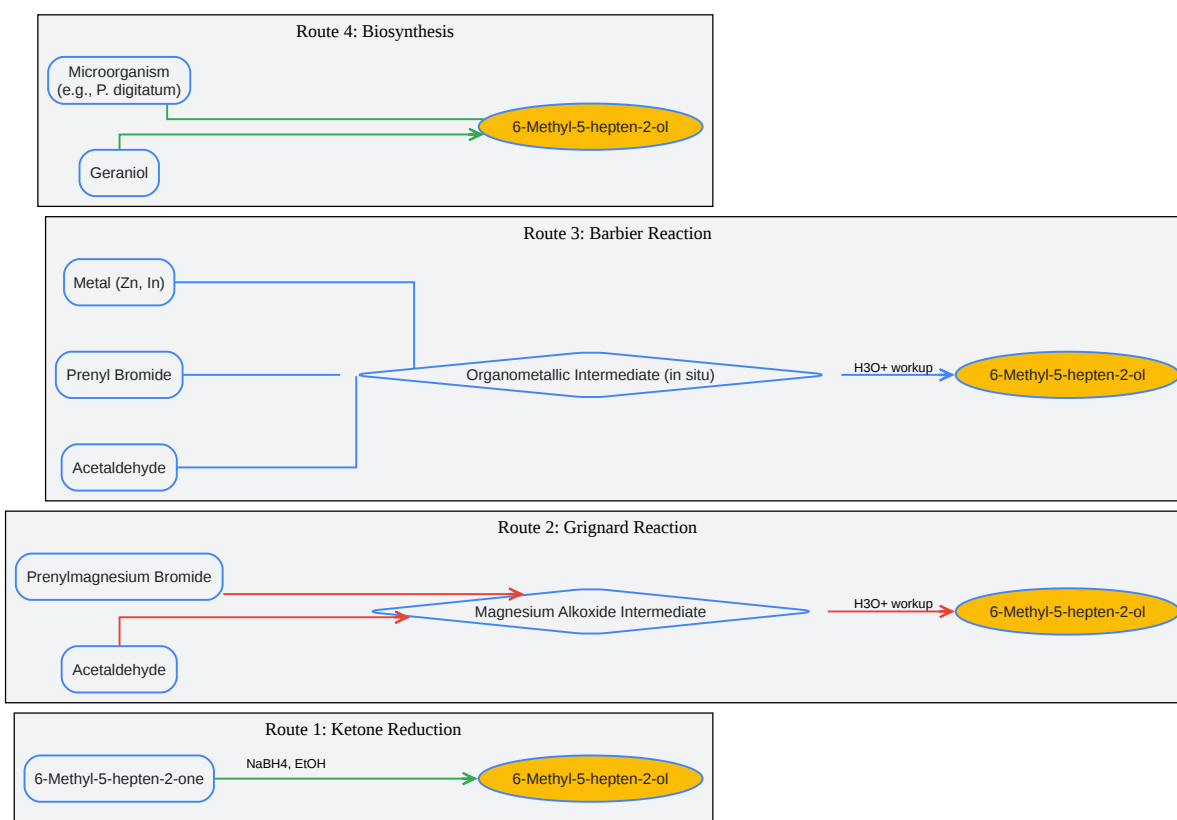 Route 4: Biosynthesis
Microorganism
(e.g., P. digitatum)
6-Methyl-5-hepten-2-ol
Geraniol
Route 3: Barbier Reaction
Metal (Zn, In)
Prenyl Bromide
Organometallic Intermediate (in situ)
H3O+ workup
6-Methyl-5-hepten-2-ol
Acetaldehyde
Route 2: Grignard Reaction
Prenylmagnesium Bromide
Magnesium Alkoxide Intermediate
H3O+ workup
6-Methyl-5-hepten-2-ol
Acetaldehyde
Route 1: Ketone Reduction
6-Methyl-5-hepten-2-one
NaBH4, EtOH
6-Methyl-5-hepten-2-ol